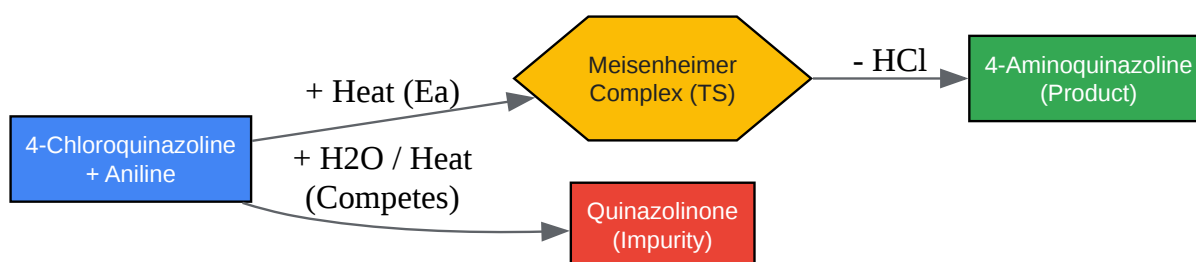 4-Chloroquinazoline
+ Aniline
+ Heat (Ea)
+ H2O / Heat
(Competes)
Meisenheimer
Complex (TS)
Quinazolinone
(Impurity)
- HCl
4-Aminoquinazoline
(Product)